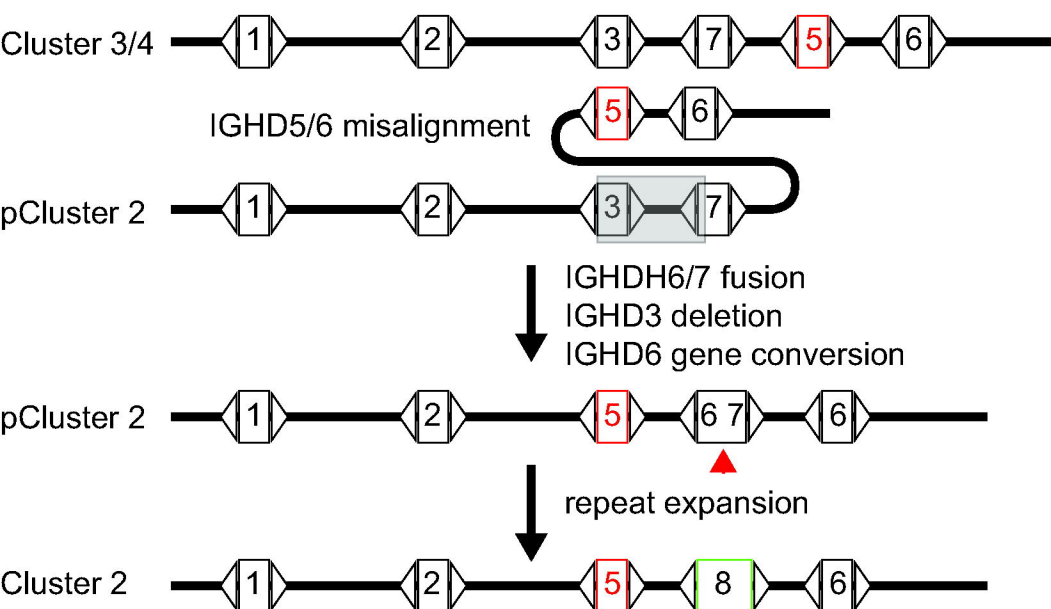 Cluster 3/4 1 2 3 7 5 6
IGHD5/6 misalignment 5 6
pCluster 2 1 2 3 7
IGHDH6/7 fusion
IGHD3 deletion
IGHD6 gene conversion
pCluster 2 1 2 5 6 7 6
repeat expansion
Cluster 2 1 2 5 8 6